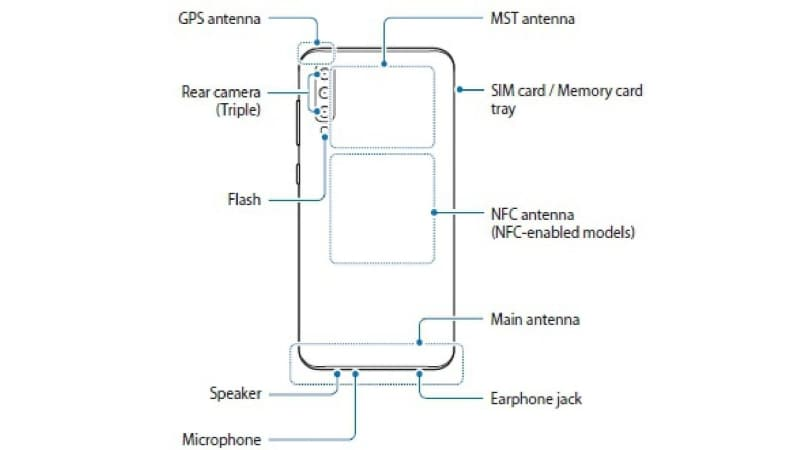 GPS antenna
MST antenna
Rear camera
(Triple)
SIM card / Memory card
tray
Flash
NFC antenna
(NFC-enabled models)
Main antenna
Speaker
Earphone jack
Microphone